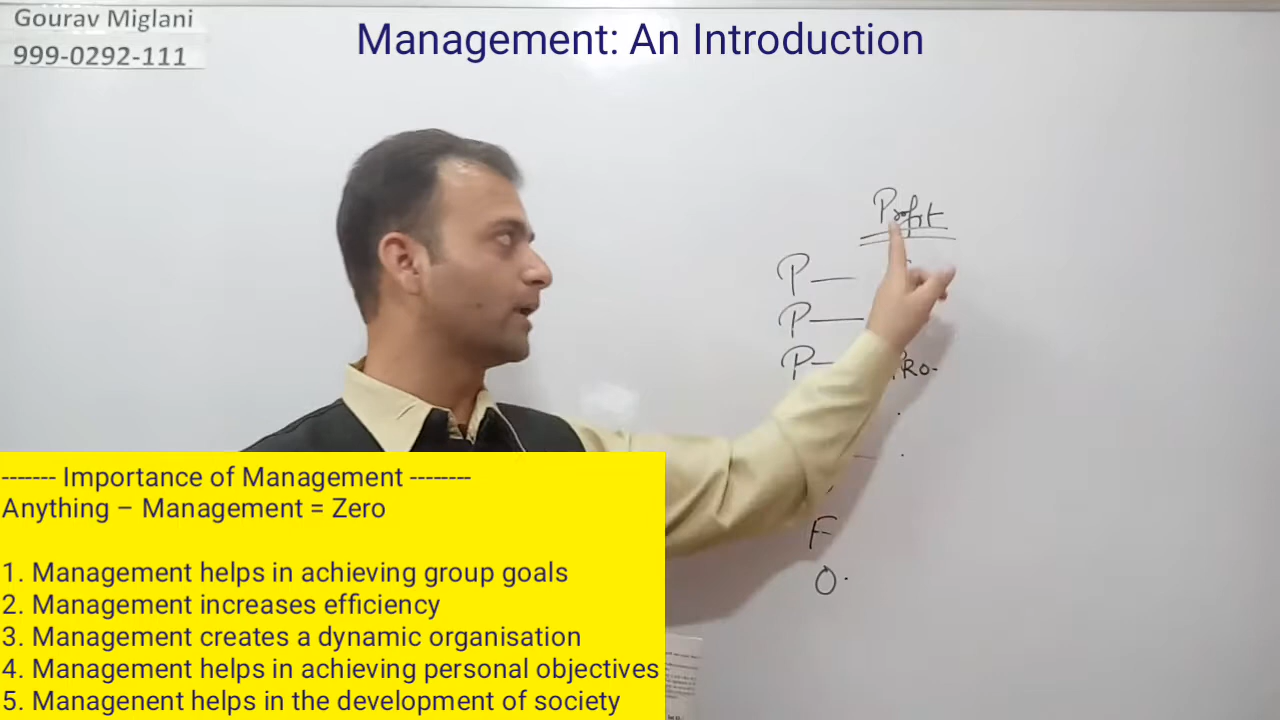 Gourav Miglani
999-0292-111
Management: An Introduction
Profit
P —
P —
P — PRO.
F
O.
------- Importance of Management --------
Anything – Management = Zero
1. Management helps in achieving group goals
2. Management increases efficiency
3. Management creates a dynamic organisation
4. Management helps in achieving personal objectives
5. Managenent helps in the development of society